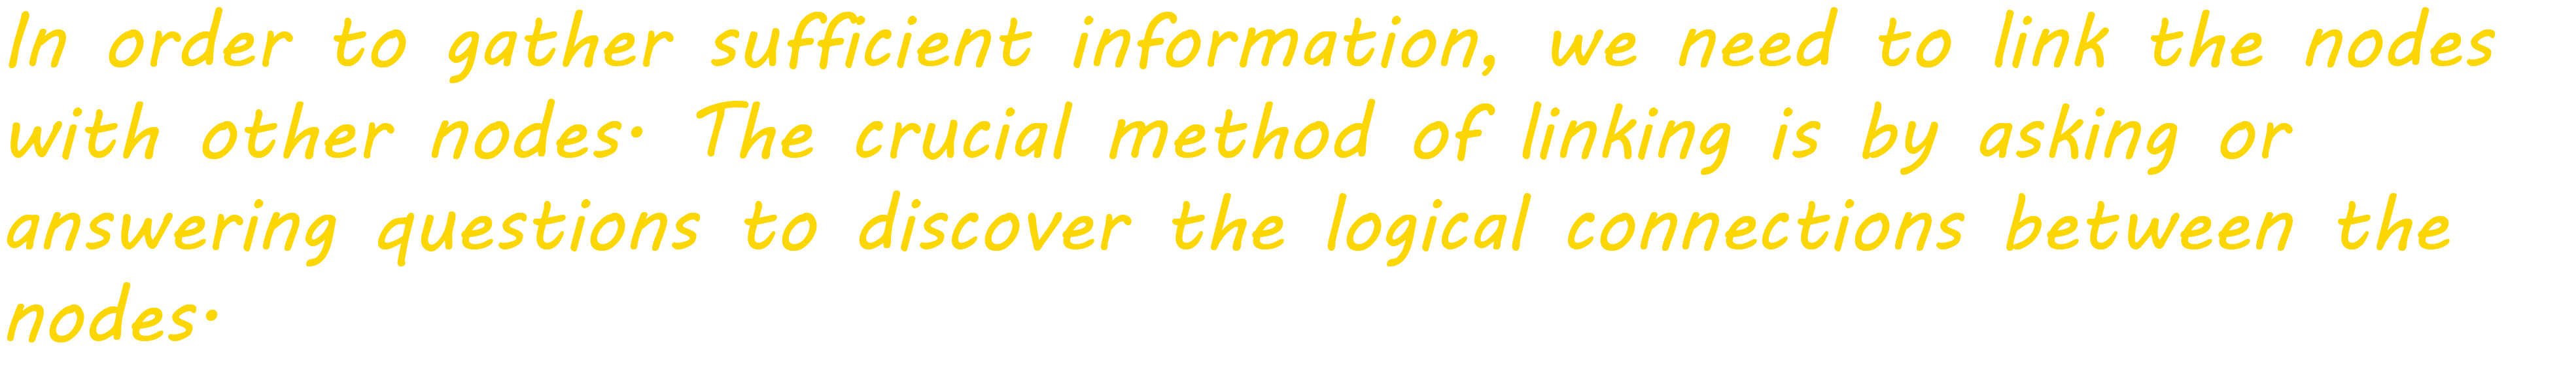 In order to gather sufficient information, we need to link the nodes
with other nodes. The crucial method of linking is by asking or
answering questions to discover the logical connections between the
nodes.